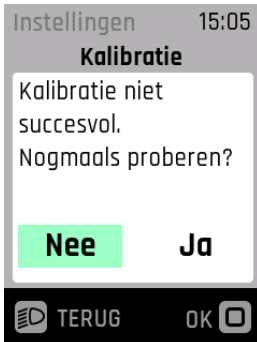 Instellingen 15:05
Kalibratie
Kalibratie niet
succesvol.
Nogmaals proberen?
Nee Ja
TERUG OK